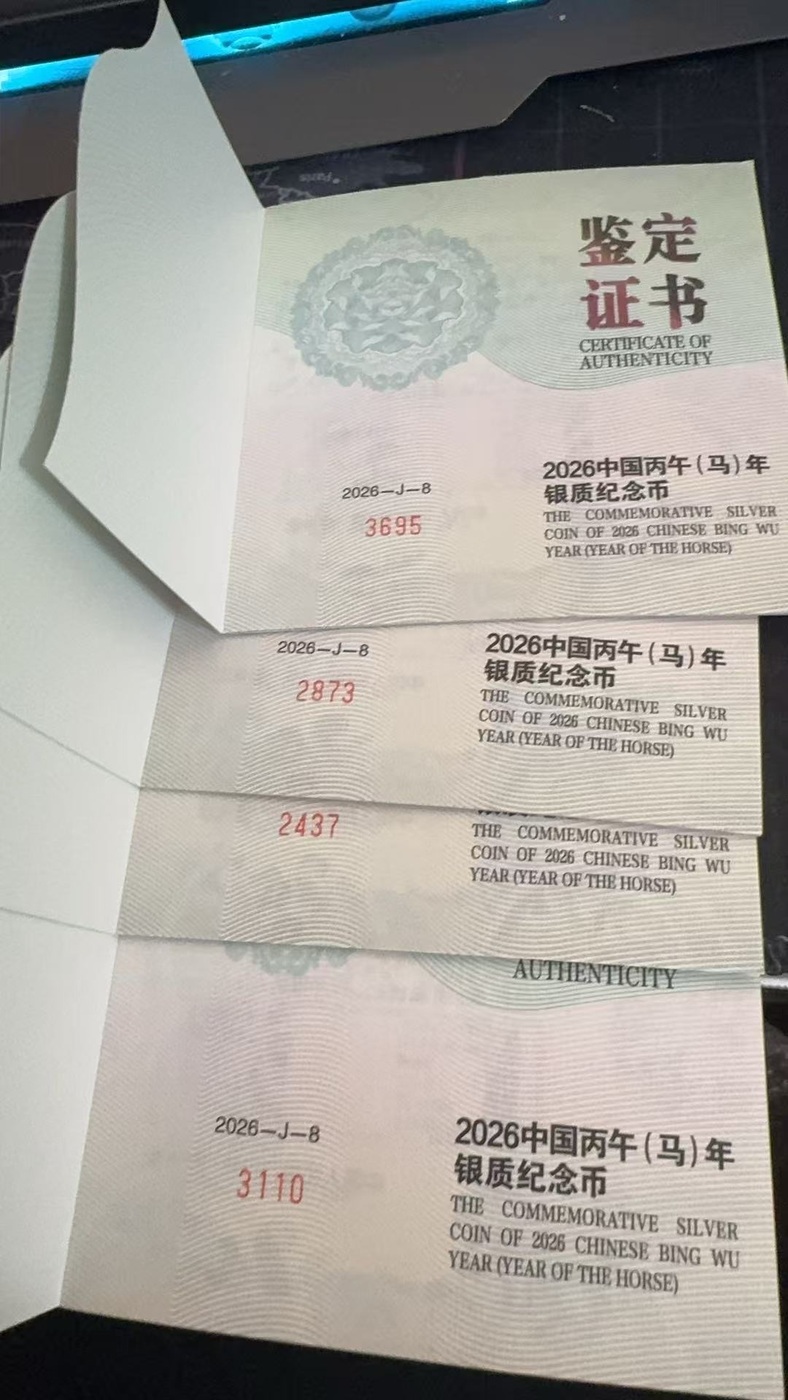 鉴定
证书
CERTIFICATE OF
AUTHENTICITY
2026-J-8
3695
2026中国丙午(马)年
银质纪念币
THE COMMEMORATIVE SILVER
COIN OF 2026 CHINESE BING WU
YEAR (YEAR OF THE HORSE)
2026-J-8
2873
2026中国丙午(马)年
银质纪念币
THE COMMEMORATIVE SILVER
COIN OF 2026 CHINESE BING WU
YEAR (YEAR OF THE HORSE)
2437
THE COMMEMORATIVE SILVER
COIN OF 2026 CHINESE BING WU
YEAR (YEAR OF THE HORSE)
AUTHENTICITY
2026-J-8
3110
2026中国丙午(马)年
银质纪念币
THE COMMEMORATIVE SILVER
COIN OF 2026 CHINESE BING WU
YEAR (YEAR OF THE HORSE)